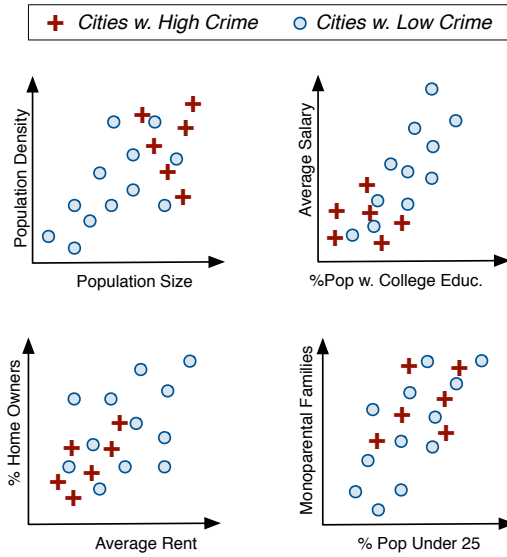 Cities w. High Crime
Cities w. Low Crime
Population Density
Population Size
Average Salary
%Pop w. College Educ.
% Home Owners
Average Rent
Monoparental Families
% Pop Under 25